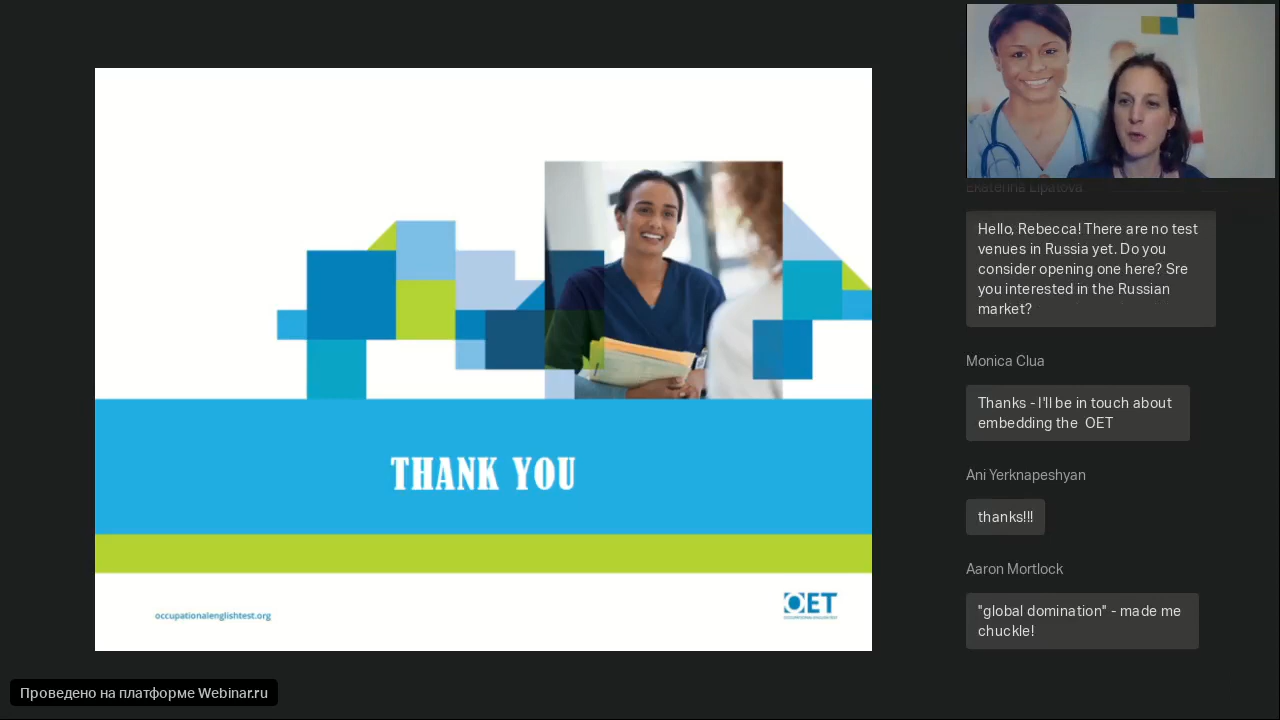 THANK YOU
occupationalenglishtest.org
OET
Ekaterina Lipatova
Hello, Rebecca! There are no test
venues in Russia yet. Do you
consider opening one here? Sre
you interested in the Russian
market?
Monica Clua
Thanks - I'll be in touch about
embedding the OET
Ani Yerknapeshyan
thanks!!!
Aaron Mortlock
"global domination" - made me
chuckle!
Проведено на платформе Webinar.ru